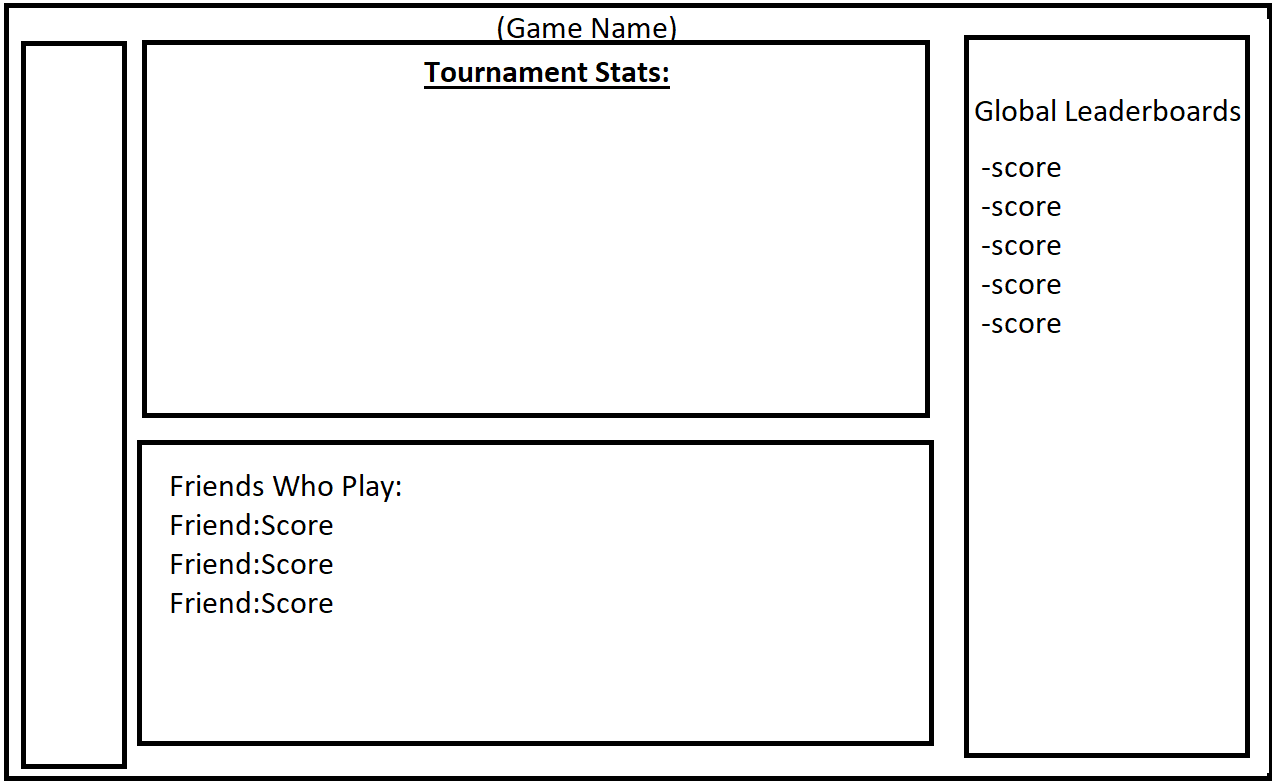 (Game Name)
Tournament Stats:
Global Leaderboards
-score
-score
-score
-score
-score
Friends Who Play:
Friend:Score
Friend:Score
Friend:Score